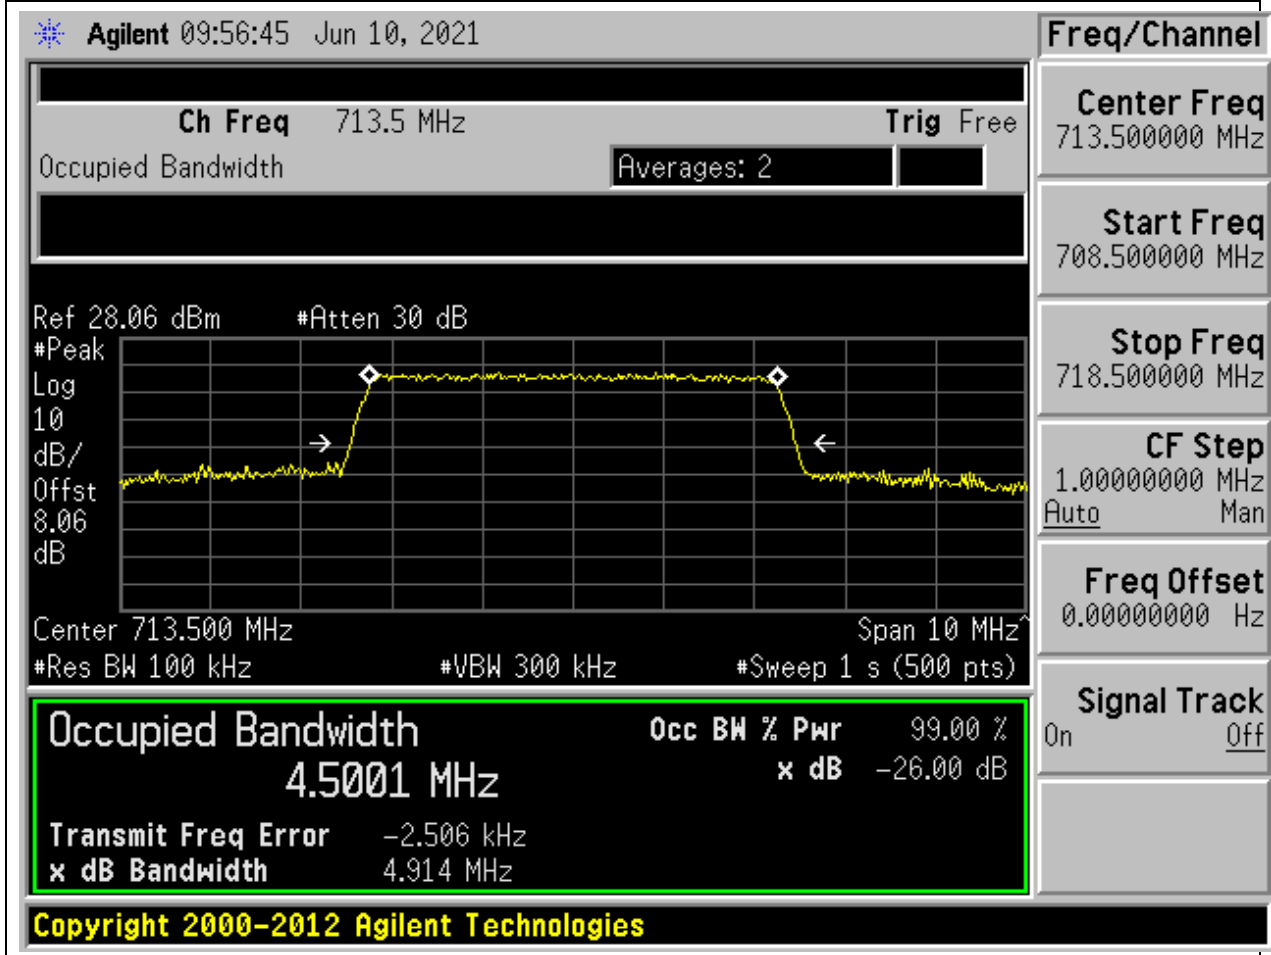 Agilent 09:56:45 Jun 10, 2021
Freq/Channel
Ch Freq 713.5 MHz Trig Free
Occupied Bandwidth Averages: 2
Ref 28.06 dBm #Atten 30 dB
#Peak
Log
10
dB/
Offst
8.06
dB
Center 713.500 MHz Span 10 MHz^
#Res BW 100 kHz #VBW 300 kHz #Sweep 1 s (500 pts)
Occupied Bandwidth Occ BW % Pwr 99.00 %
4.5001 MHz x dB -26.00 dB
Transmit Freq Error -2.506 kHz
x dB Bandwidth 4.914 MHz
Copyright 2000-2012 Agilent Technologies
Center Freq
713.500000 MHz
Start Freq
708.500000 MHz
Stop Freq
718.500000 MHz
CF Step
1.00000000 MHz
Auto Man
Freq Offset
0.00000000 Hz
Signal Track
On Off